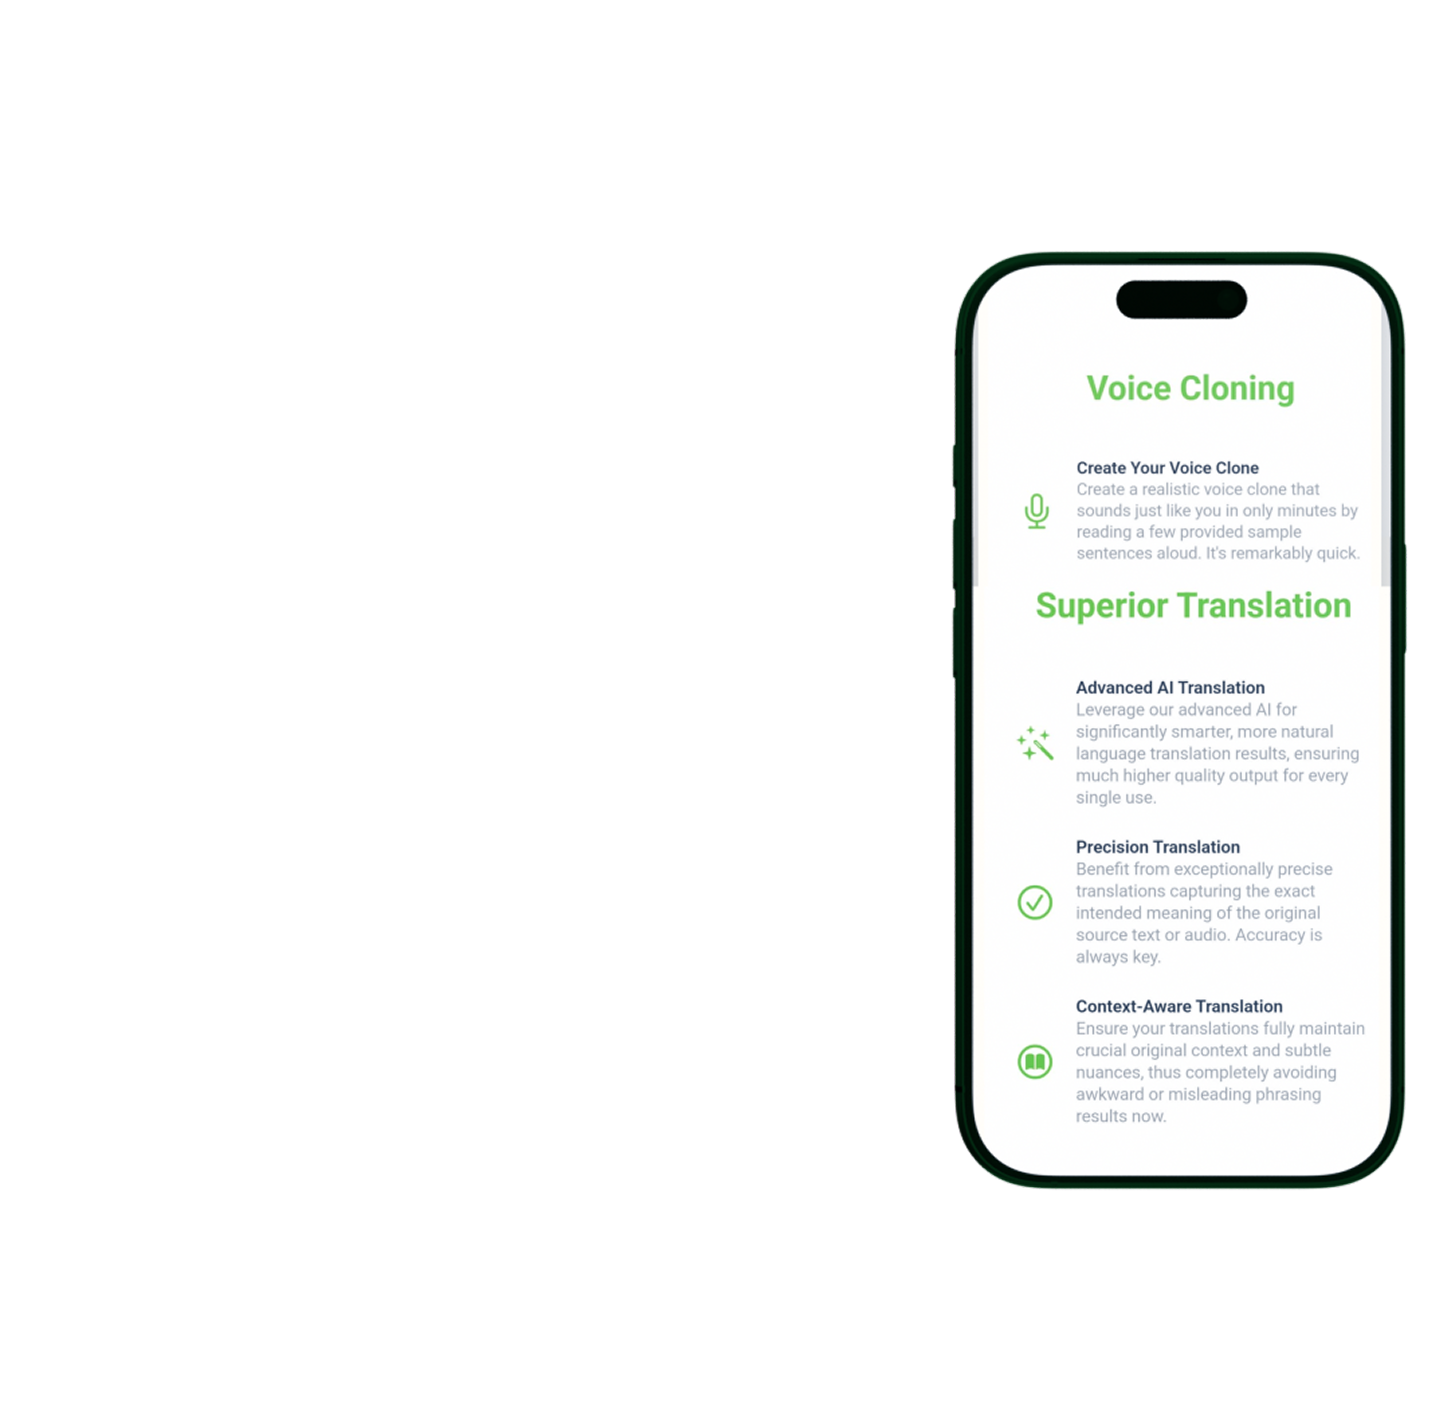 Voice Cloning
Create Your Voice Clone
Create a realistic voice clone that
sounds just like you in only minutes by
reading a few provided sample
sentences aloud. It's remarkably quick.
Superior Translation
Advanced AI Translation
Leverage our advanced AI for
significantly smarter, more natural
language translation results, ensuring
much higher quality output for every
single use.
Precision Translation
Benefit from exceptionally precise
translations capturing the exact
intended meaning of the original
source text or audio. Accuracy is
always key.
Context-Aware Translation
Ensure your translations fully maintain
crucial original context and subtle
nuances, thus completely avoiding
awkward or misleading phrasing
results now.